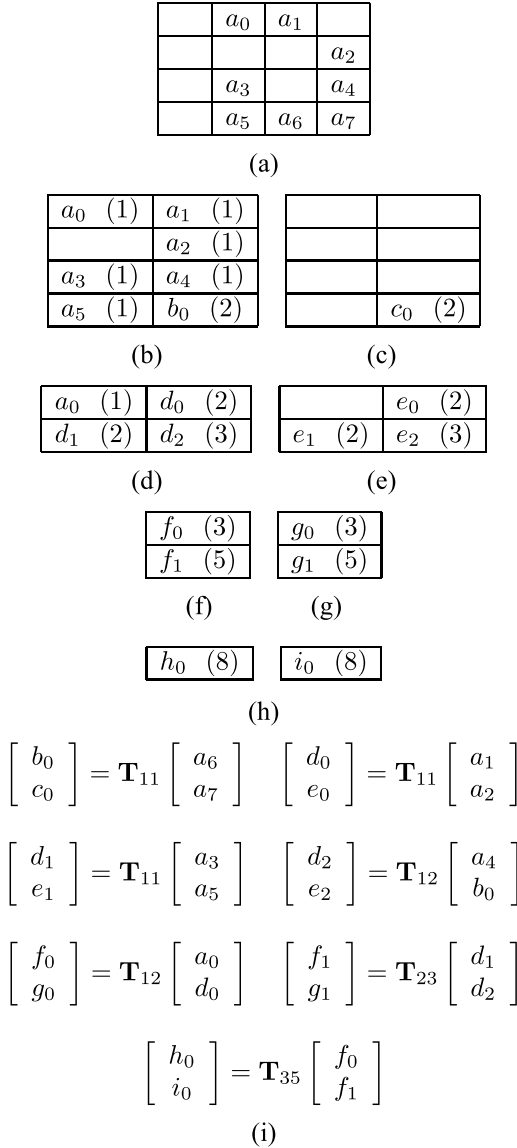 a₀ a₁
a₂
a₃ a₄
a₅ a₆ a₇
(a)
a₀ (1) a₁ (1)
a₂ (1)
a₃ (1) a₄ (1)
a₅ (1) b₀ (2) c₀ (2)
(b) (c)
a₀ (1) d₀ (2) e₀ (2)
d₁ (2) d₂ (3) e₁ (2) e₂ (3)
(d) (e)
f₀ (3) g₀ (3)
f₁ (5) g₁ (5)
(f) (g)
h₀ (8) i₀ (8)
(h)
[b₀ c₀] = T₁₁ [a₆ a₇] [d₀ e₀] = T₁₁ [a₁ a₂]
[d₁ e₁] = T₁₁ [a₃ a₅] [d₂ e₂] = T₁₂ [a₄ b₀]
[f₀ g₀] = T₁₂ [a₀ d₀] [f₁ g₁] = T₂₃ [d₁ d₂]
[h₀ i₀] = T₃₅ [f₀ f₁]
(i)